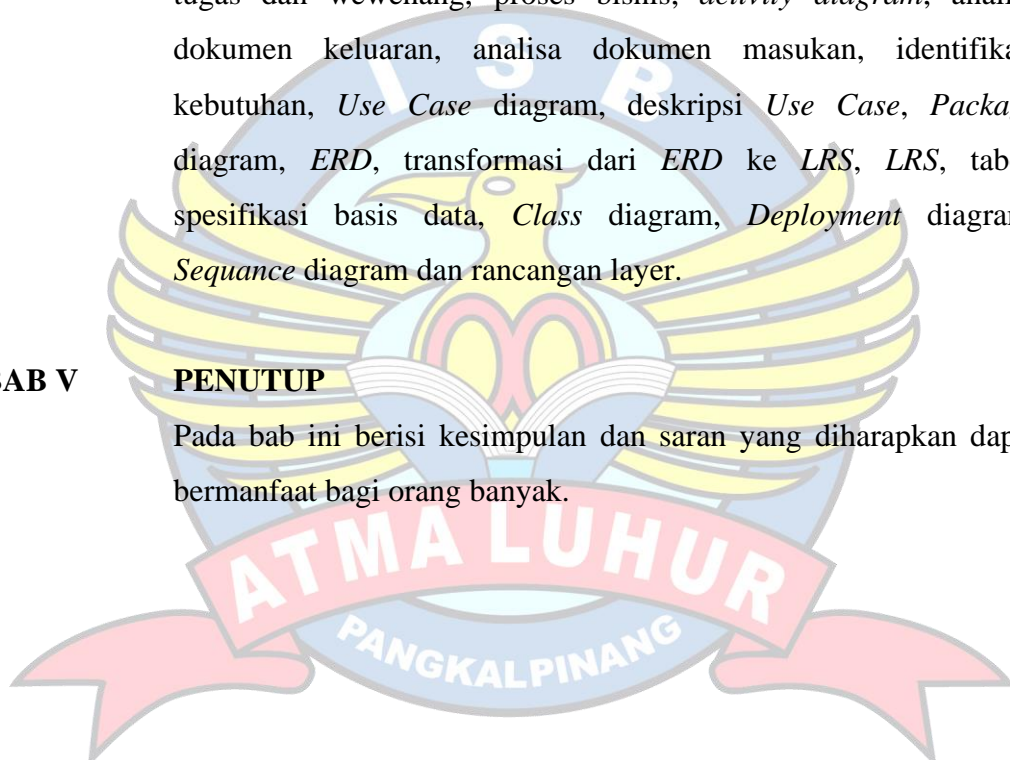 tugas dan wewenang, proses bisnis, activity diagram,
dokumen keluaran, analisa dokumen masukan, identifika
kebutuhan, Use Case diagram, deskripsi Use Case, Packa
diagram, ERD, transformasi dari ERD ke LRS, LRS, tab
spesifikasi basis data, Class diagram, Deployment diagra
Sequance diagram dan rancangan layer.
BAB V PENUTUP
Pada bab ini berisi kesimpulan dan saran yang diharapkan dap
bermanfaat bagi orang banyak.
I S B
ATMA LUHUR
PANGKALPINANG